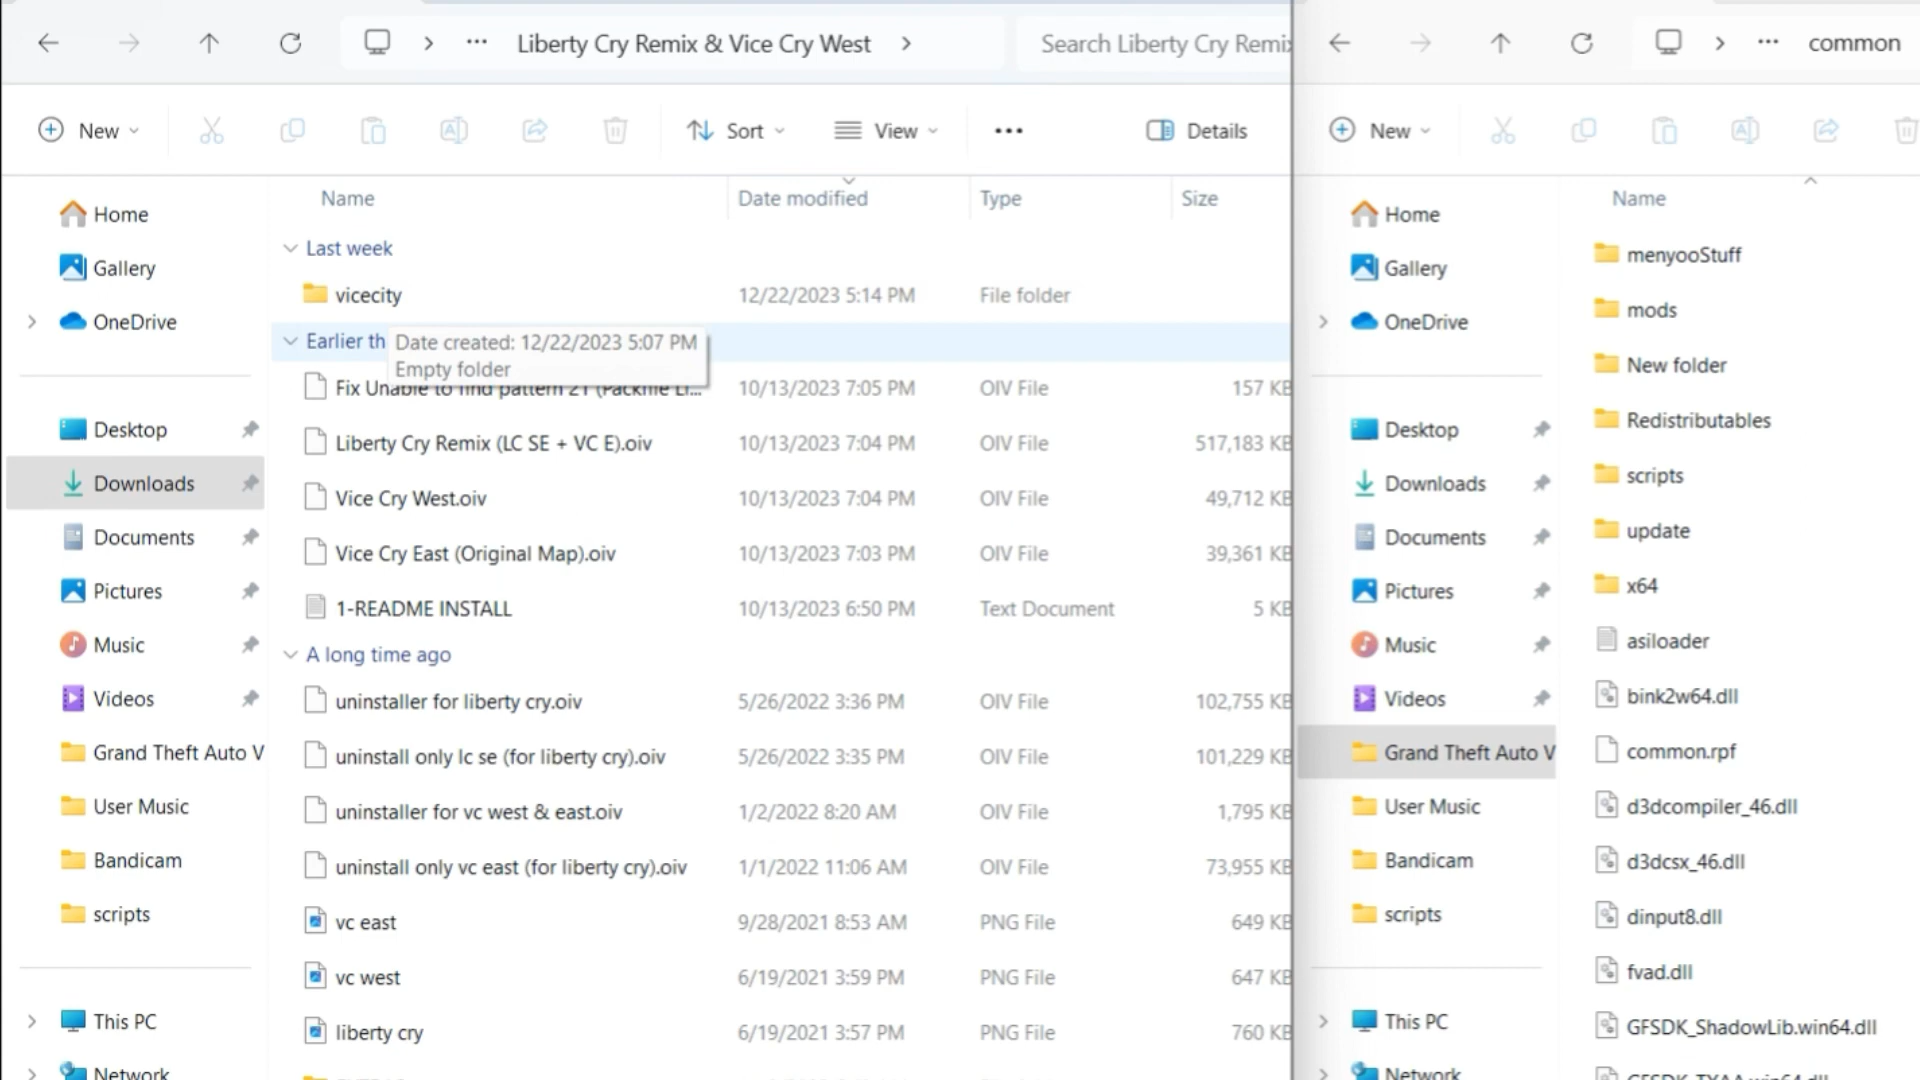 Liberty Cry Remix & Vice Cry West
Search Liberty Cry Remix
New
Sort
View
Details
Home
Gallery
OneDrive
Desktop
Downloads
Documents
Pictures
Music
Videos
Grand Theft Auto V
User Music
Bandicam
scripts
This PC
Network
Name
Date modified
Type
Size
Last week
vicecity 12/22/2023 5:14 PM File folder
Earlier th
Date created: 12/22/2023 5:07 PM
Empty folder
Fix Unable to find pattern 21 (Packfile Li... 10/13/2023 7:05 PM OIV File 157 KB
Liberty Cry Remix (LC SE + VC E).oiv 10/13/2023 7:04 PM OIV File 517,183 KB
Vice Cry West.oiv 10/13/2023 7:04 PM OIV File 49,712 KB
Vice Cry East (Original Map).oiv 10/13/2023 7:03 PM OIV File 39,361 KB
1-README INSTALL 10/13/2023 6:50 PM Text Document 5 KB
A long time ago
uninstaller for liberty cry.oiv 5/26/2022 3:36 PM OIV File 102,755 KB
uninstall only lc se (for liberty cry).oiv 5/26/2022 3:35 PM OIV File 101,229 KB
uninstaller for vc west & east.oiv 1/2/2022 8:20 AM OIV File 1,795 KB
uninstall only vc east (for liberty cry).oiv 1/1/2022 11:06 AM OIV File 73,955 KB
vc east 9/28/2021 8:53 AM PNG File 649 KB
vc west 6/19/2021 3:59 PM PNG File 647 KB
liberty cry 6/19/2021 3:57 PM PNG File 760 KB
common
New
Home
Gallery
OneDrive
Desktop
Downloads
Documents
Pictures
Music
Videos
Grand Theft Auto V
User Music
Bandicam
scripts
This PC
Network
Name
menyooStuff
mods
New folder
Redistributables
scripts
update
x64
asiloader
bink2w64.dll
common.rpf
d3dcompiler_46.dll
d3dcsx_46.dll
dinput8.dll
fvad.dll
GFSDK_ShadowLib.win64.dll
GFSDK_TXAA.win64.dll